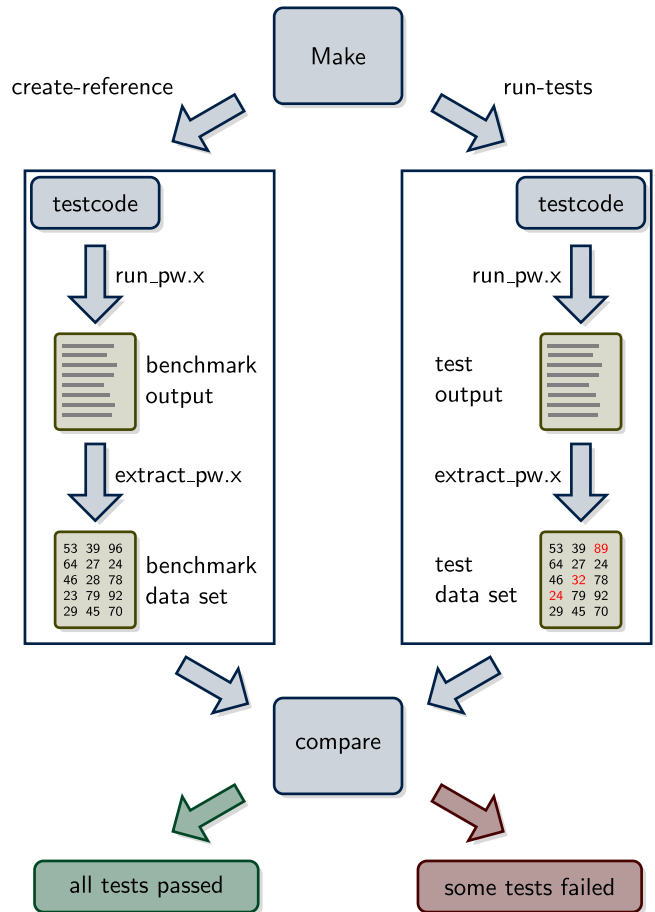 Make
create-reference
run-tests
testcode
testcode
run_pw.x
run_pw.x
benchmark
output
test
output
extract_pw.x
extract_pw.x
53 39 96
64 27 24
46 28 78
23 79 92
29 45 70
benchmark
data set
test
data set
53 39 89
64 27 24
46 32 78
24 79 92
29 45 70
compare
all tests passed
some tests failed